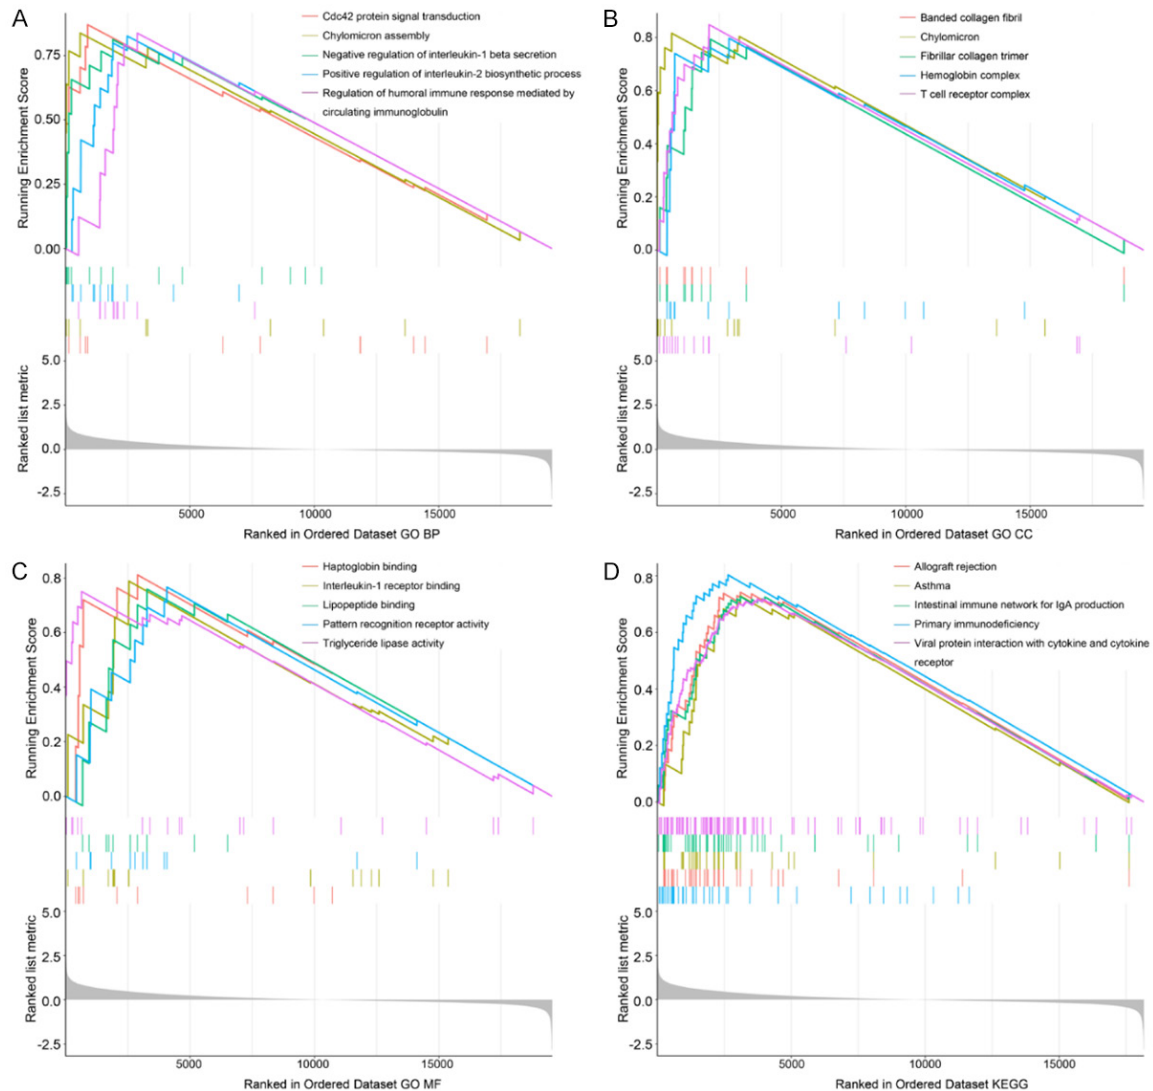 A
Cdc42 protein signal transduction
Chylomicron assembly
Negative regulation of interleukin-1 beta secretion
Positive regulation of interleukin-2 biosynthetic process
Regulation of humoral immune response mediated by
circulating immunoglobulin
Running Enrichment Score
0.75
0.50
0.25
0.00
Ranked list metric
5.0
2.5
0.0
-2.5
5000 10000 15000
Ranked in Ordered Dataset GO BP
B
Banded collagen fibril
Chylomicron
Fibrillar collagen trimer
Hemoglobin complex
T cell receptor complex
Running Enrichment Score
0.8
0.6
0.4
0.2
0.0
Ranked list metric
5.0
2.5
0.0
-2.5
5000 10000 15000
Ranked in Ordered Dataset GO CC
C
Haptoglobin binding
Interleukin-1 receptor binding
Lipopeptide binding
Pattern recognition receptor activity
Triglyceride lipase activity
Running Enrichment Score
0.8
0.6
0.4
0.2
0.0
Ranked list metric
5.0
2.5
0.0
-2.5
5000 10000 15000
Ranked in Ordered Dataset GO MF
D
Allograft rejection
Asthma
Intestinal immune network for IgA production
Primary immunodeficiency
Viral protein interaction with cytokine and cytokine
receptor
Running Enrichment Score
0.8
0.6
0.4
0.2
0.0
Ranked list metric
5.0
2.5
0.0
-2.5
5000 10000 15000
Ranked in Ordered Dataset KEGG